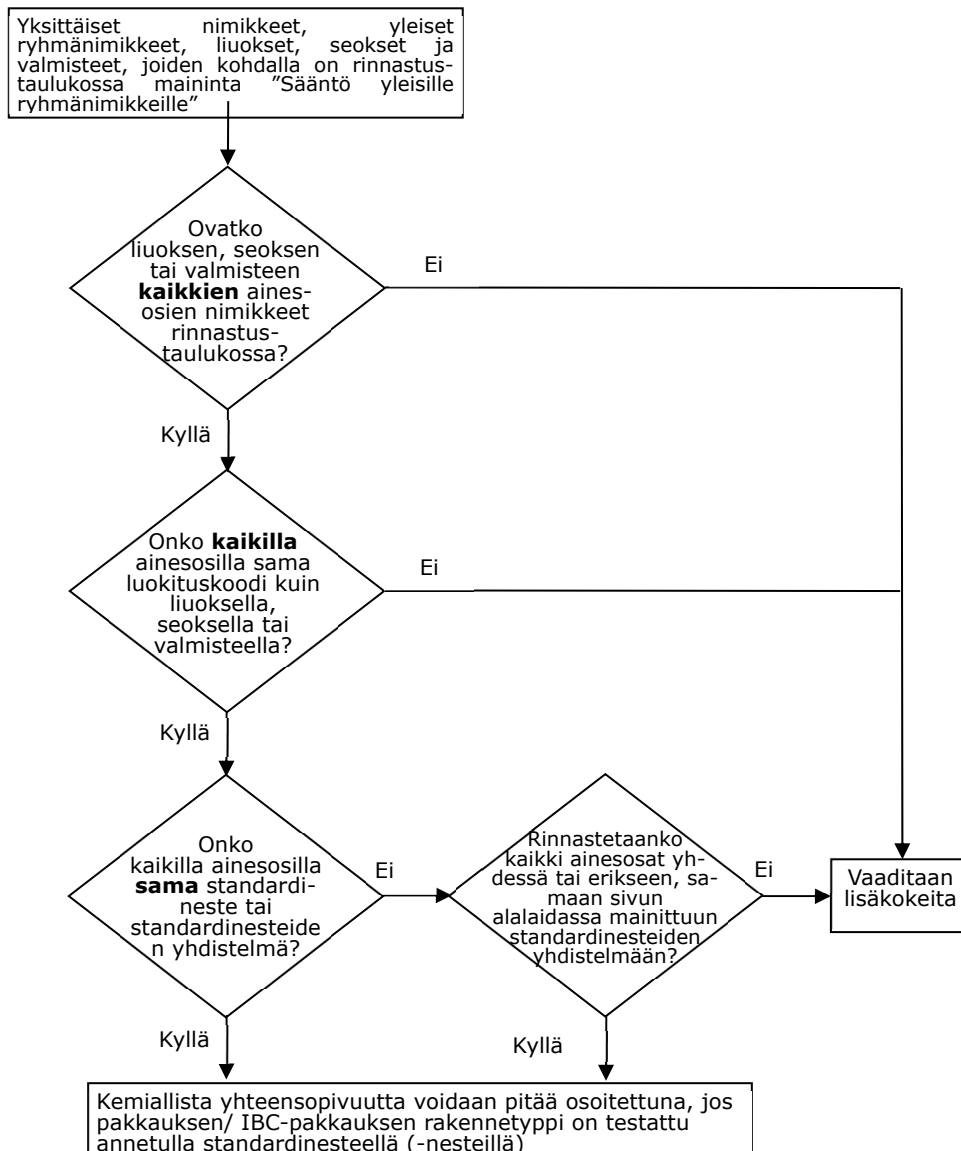 Yksittäiset nimikkeet, yleiset
ryhmänimikkeet, liuokset, seokset ja
valmisteet, joiden kohdalla on rinnastus-
taulukossa maininta ”Sääntö yleisille
ryhmänimikkeille”
Ovatko
liuoksen, seoksen
tai valmisteen
kaikkien aines-
osien nimikkeet
rinnastus-
taulukossa?
Ei
Kyllä
Onko kaikilla
ainesosilla sama
luokituskoodi kuin
liuoksella,
seoksella tai
valmisteella?
Ei
Kyllä
Onko
kaikilla ainesosilla
sama standardi-
neste tai
standardinesteide
n yhdistelmä?
Ei
Rinnastetaanko
kaikki ainesosat yh-
dessä tai erikseen, sa-
maan sivun
alalaidassa mainittuun
standardinesteiden
yhdistelmään?
Ei
Vaaditaan
lisäkokeita
Kyllä
Kyllä
Kemiallista yhteensopivuutta voidaan pitää osoitettuna, jos
pakkauksen/ IBC-pakkauksen rakennetyppi on testattu
annetulla standardinesteellä (-nesteillä)